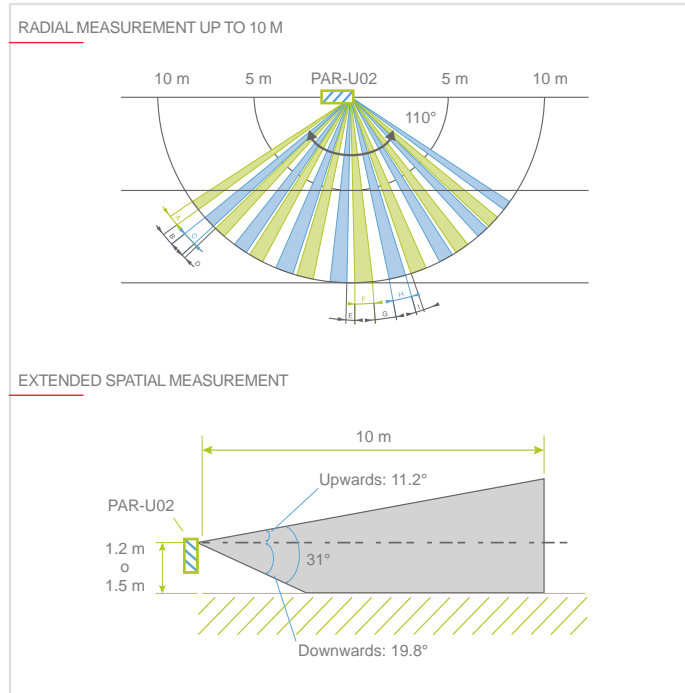 RADIAL MEASUREMENT UP TO 10 M
10 m 5 m PAR-U02 5 m 10 m
110°
A
B
C
D
E
F
G
H
I
EXTENDED SPATIAL MEASUREMENT
10 m
Upwards: 11.2°
PAR-U02
1.2 m
o
1.5 m
31°
Downwards: 19.8°